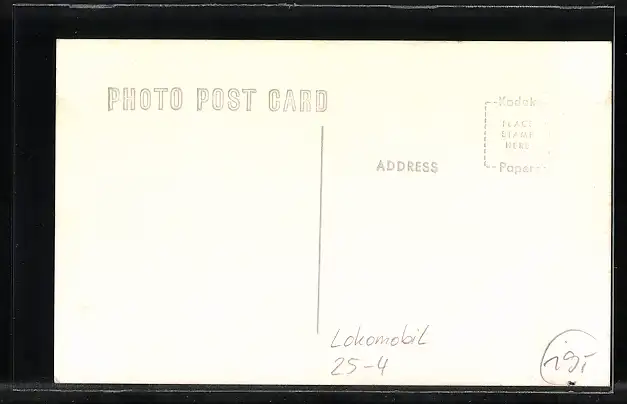 PHOTO POST CARD
Kodak
PLACE
STAMP
HERE
Paper
ADDRESS
Lokomobil
25-4